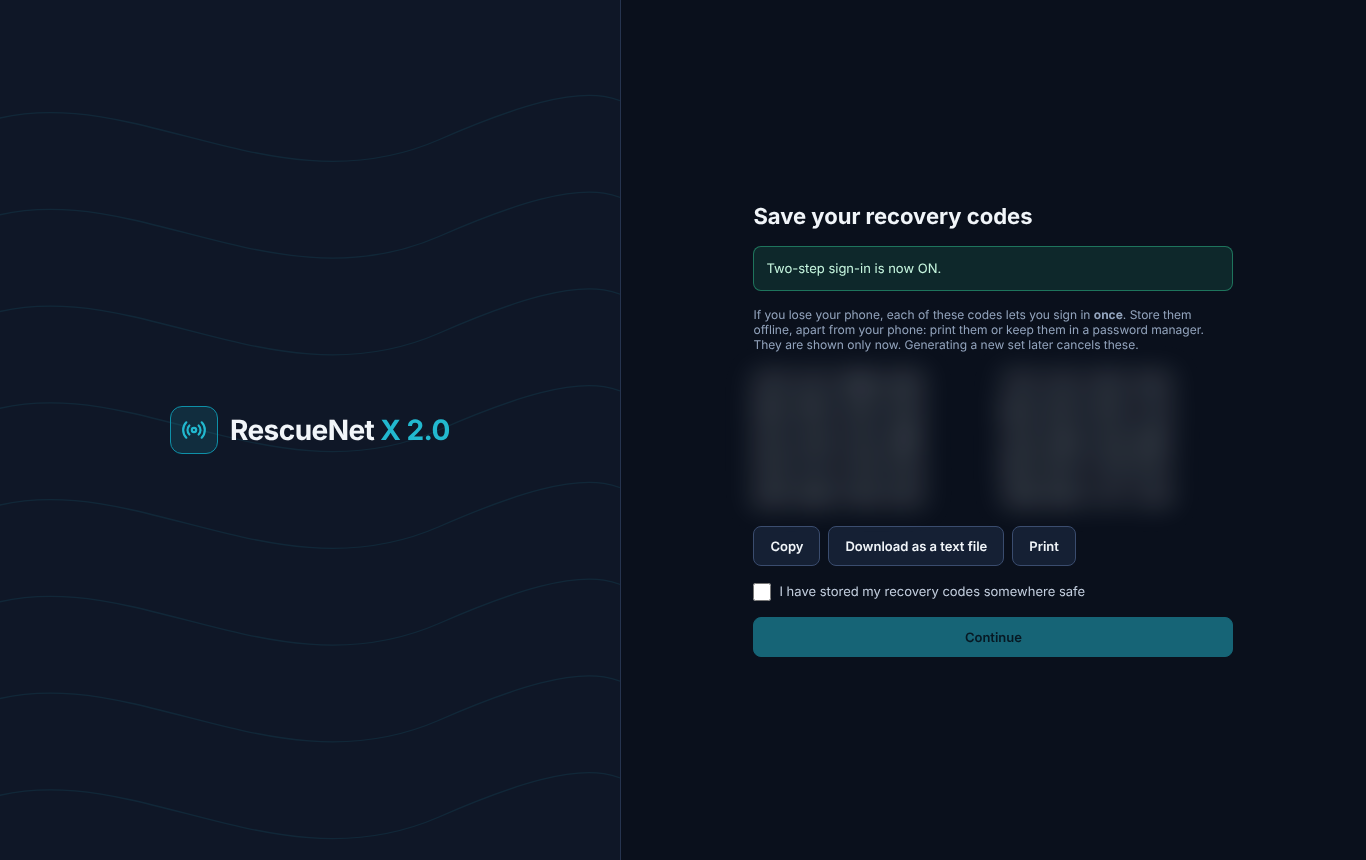 RescueNet X 2.0
Save your recovery codes
Two-step sign-in is now ON.
If you lose your phone, each of these codes lets you sign in once. Store them
offline, apart from your phone: print them or keep them in a password manager.
They are shown only now. Generating a new set later cancels these.
Copy
Download as a text file
Print
I have stored my recovery codes somewhere safe
Continue